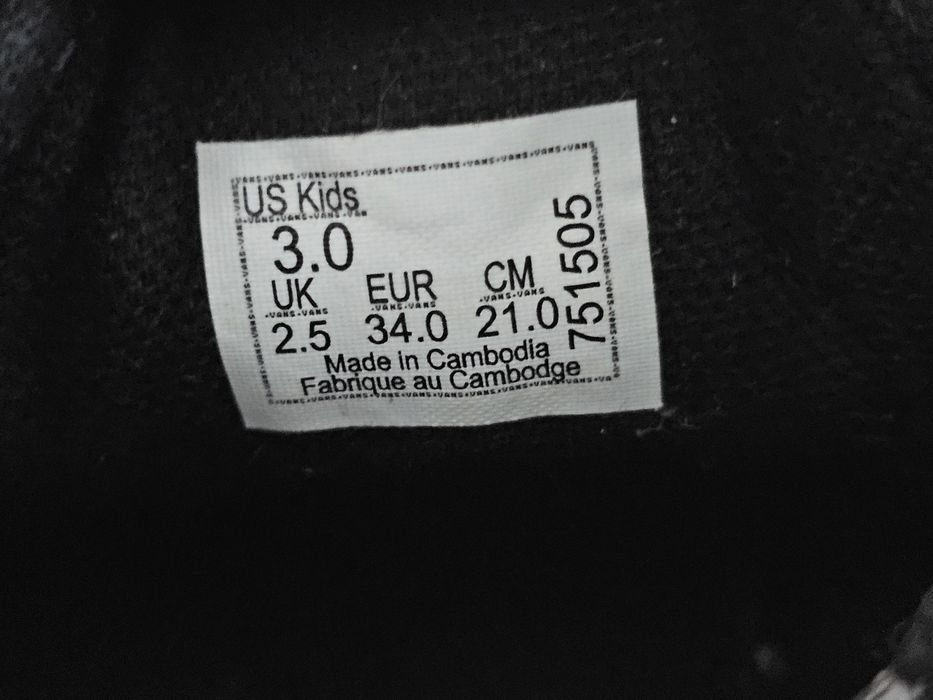 US Kids
3.0
UK EUR CM
2.5 34.0 21.0
Made in Cambodia
Fabrique au Cambodge
751505